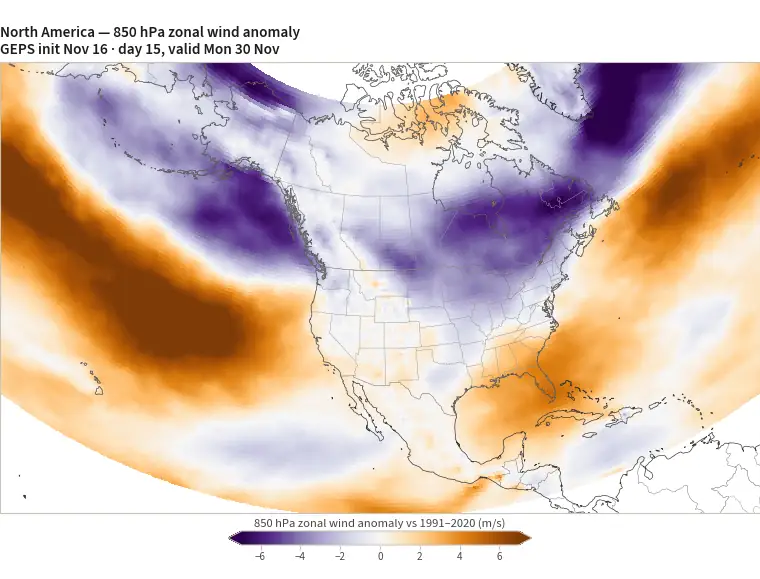 North America — 850 hPa zonal wind anomaly
GEPS init Nov 16 · day 15, valid Mon 30 Nov
850 hPa zonal wind anomaly vs 1991–2020 (m/s)
−6 −4 −2 0 2 4 6